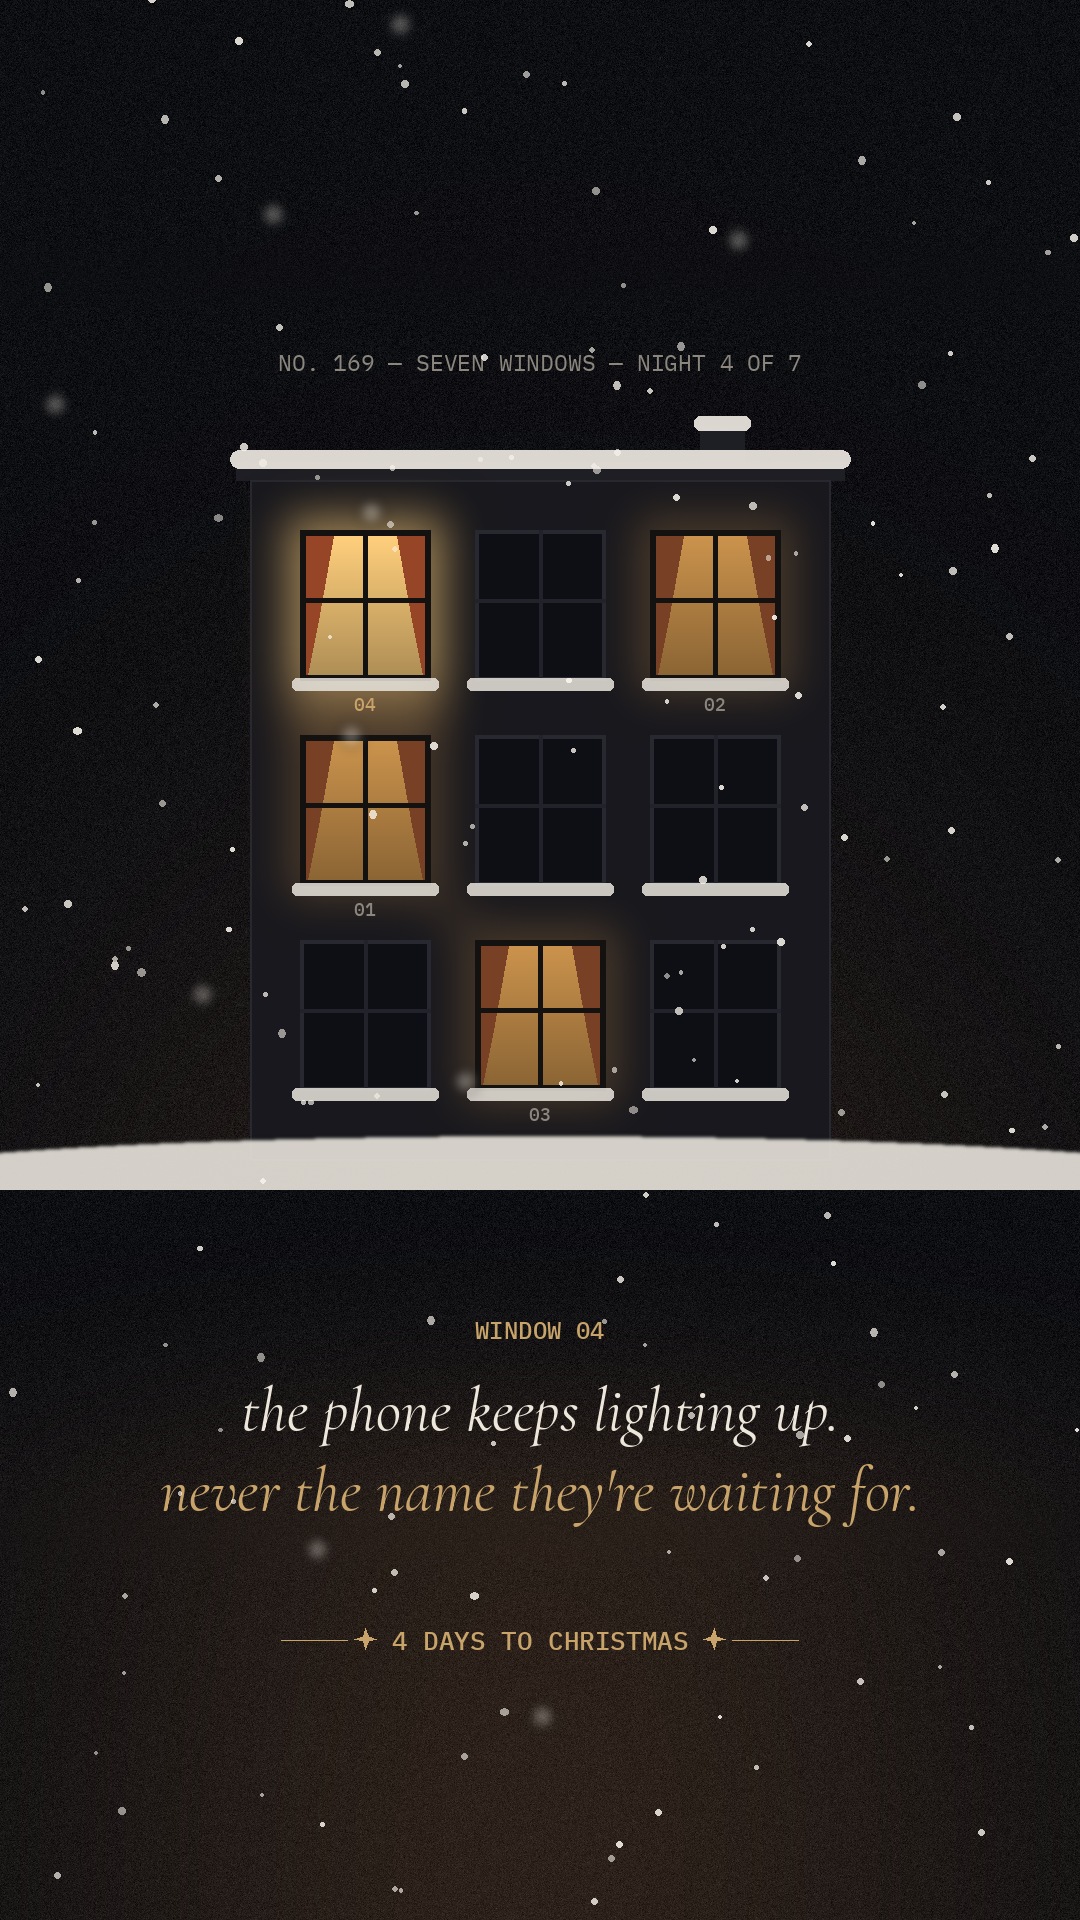 NO. 169 — SEVEN WINDOWS — NIGHT 4 OF 7
04
02
01
03
WINDOW 04
the phone keeps lighting up.
never the name they're waiting for.
4 DAYS TO CHRISTMAS